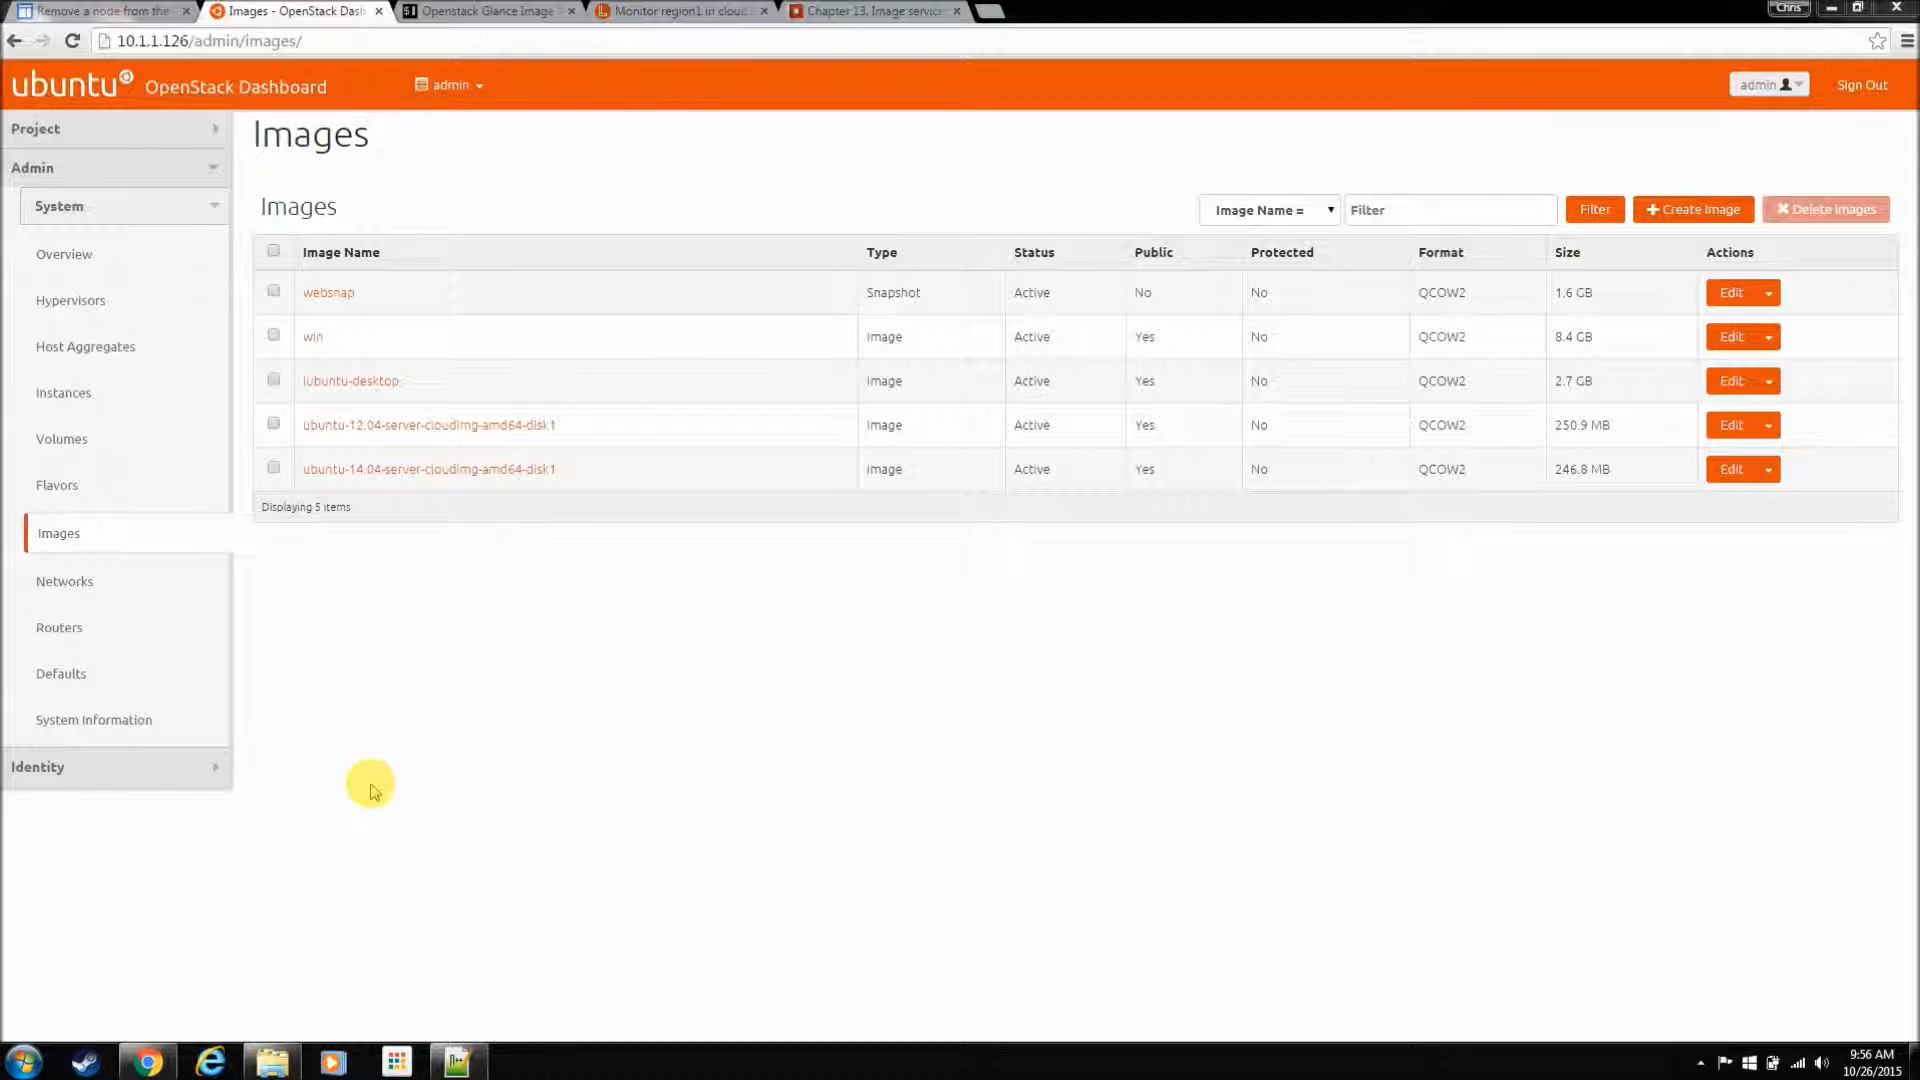 Remove a node from the
Images - OpenStack Dash
Openstack Glance Image
Monitor region1 in cloud
Chapter 13. Image service
Chris
10.1.1.126/admin/images/
ubuntu OpenStack Dashboard
admin
admin
Sign Out
Project
Admin
System
Overview
Hypervisors
Host Aggregates
Instances
Volumes
Flavors
Images
Networks
Routers
Defaults
System Information
Identity
Images
Images
Image Name =
Filter
Filter
Create Image
Delete Images
Image Name Type Status Public Protected Format Size Actions
websnap Snapshot Active No No QCOW2 1.6 GB Edit
win Image Active Yes No QCOW2 8.4 GB Edit
lubuntu-desktop Image Active Yes No QCOW2 2.7 GB Edit
ubuntu-12.04-server-cloudimg-amd64-disk1 Image Active Yes No QCOW2 250.9 MB Edit
ubuntu-14.04-server-cloudimg-amd64-disk1 Image Active Yes No QCOW2 246.8 MB Edit
Displaying 5 items
9:56 AM
10/26/2015